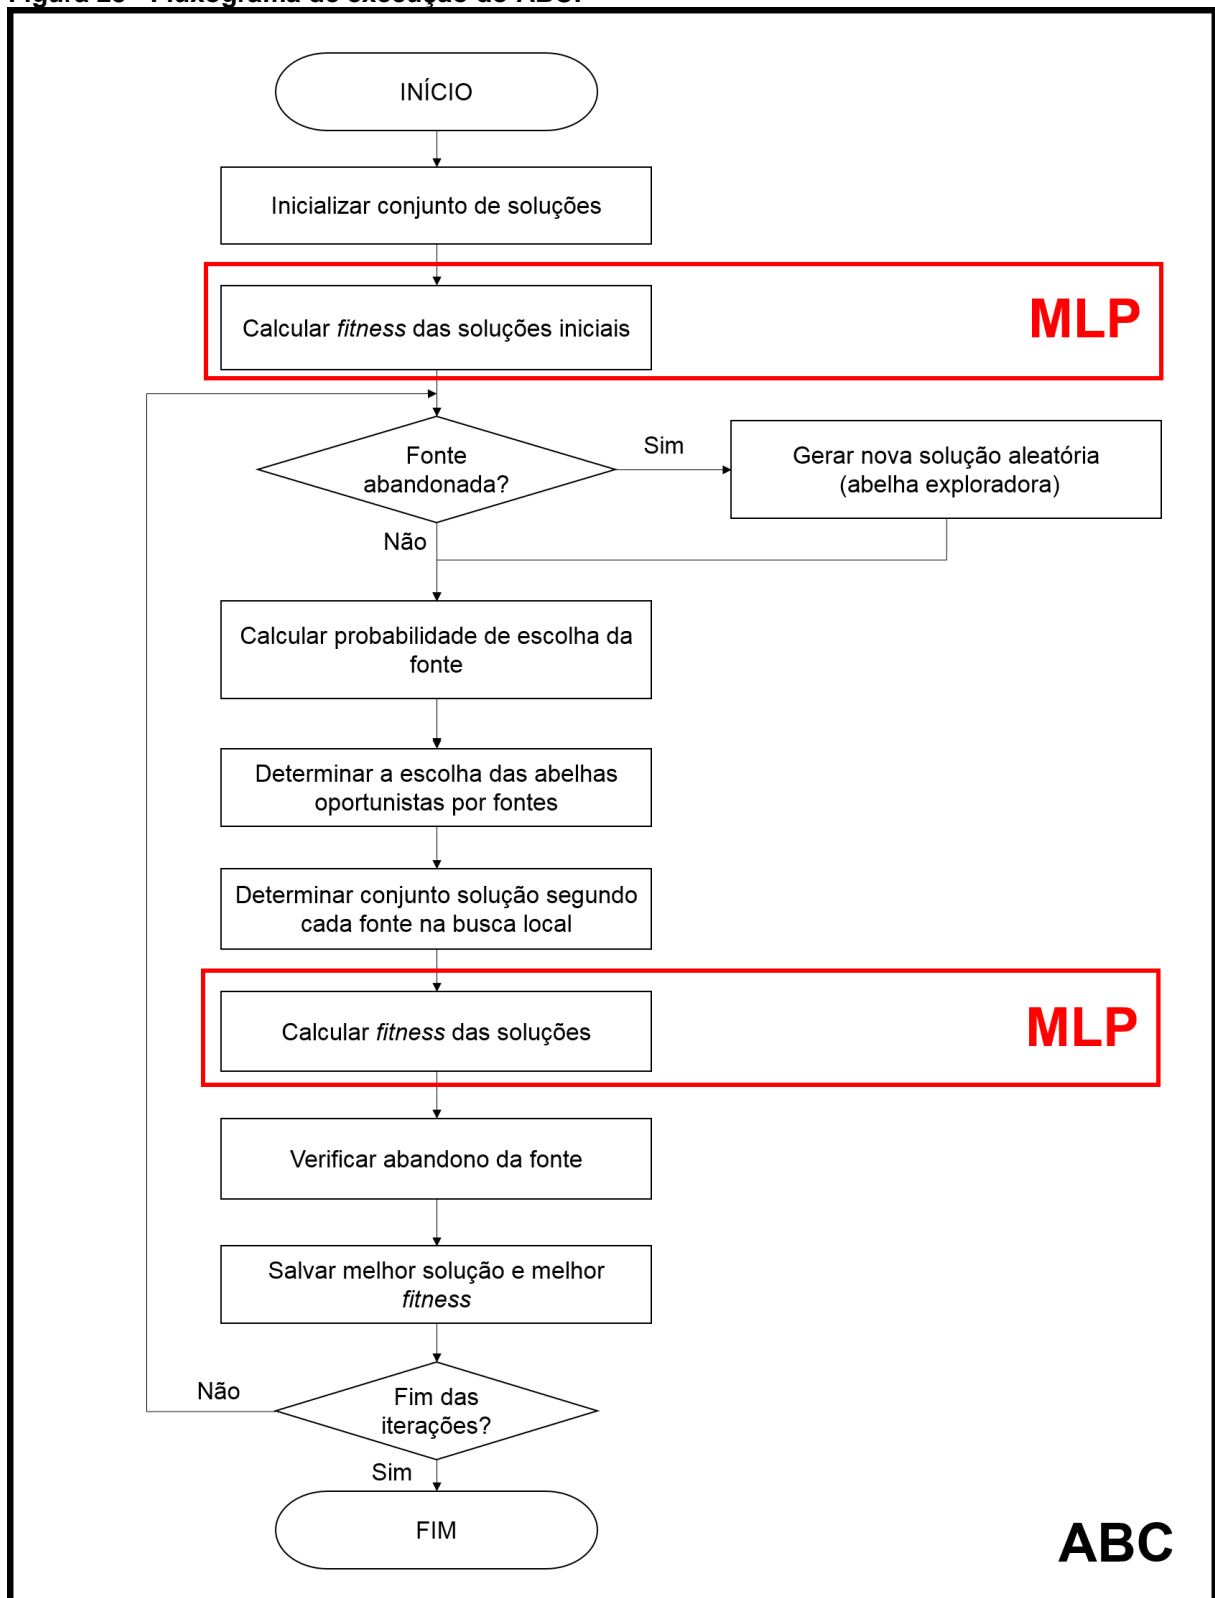 INÍCIO
Inicializar conjunto de soluções
Calcular fitness das soluções iniciais
MLP
Fonte
abandonada?
Sim
Gerar nova solução aleatória
(abelha exploradora)
Não
Calcular probabilidade de escolha da
fonte
Determinar a escolha das abelhas
oportunistas por fontes
Determinar conjunto solução segundo
cada fonte na busca local
Calcular fitness das soluções
MLP
Verificar abandono da fonte
Salvar melhor solução e melhor
fitness
Não
Fim das
iterações?
Sim
FIM
ABC